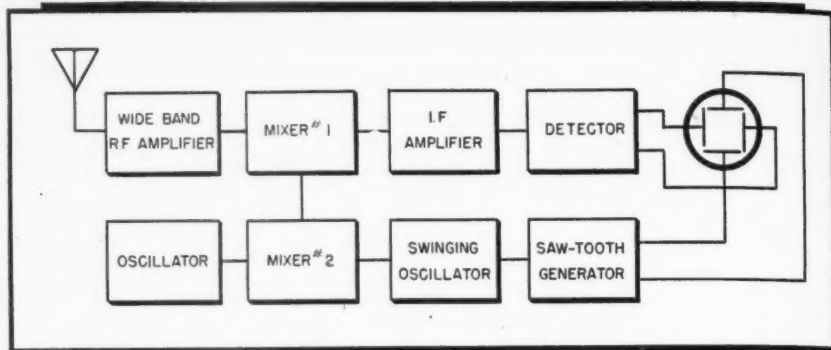 WIDE BAND
RF AMPLIFIER
MIXER #1
I.F
AMPLIFIER
DETECTOR
OSCILLATOR
MIXER #2
SWINGING
OSCILLATOR
SAW-TOOTH
GENERATOR